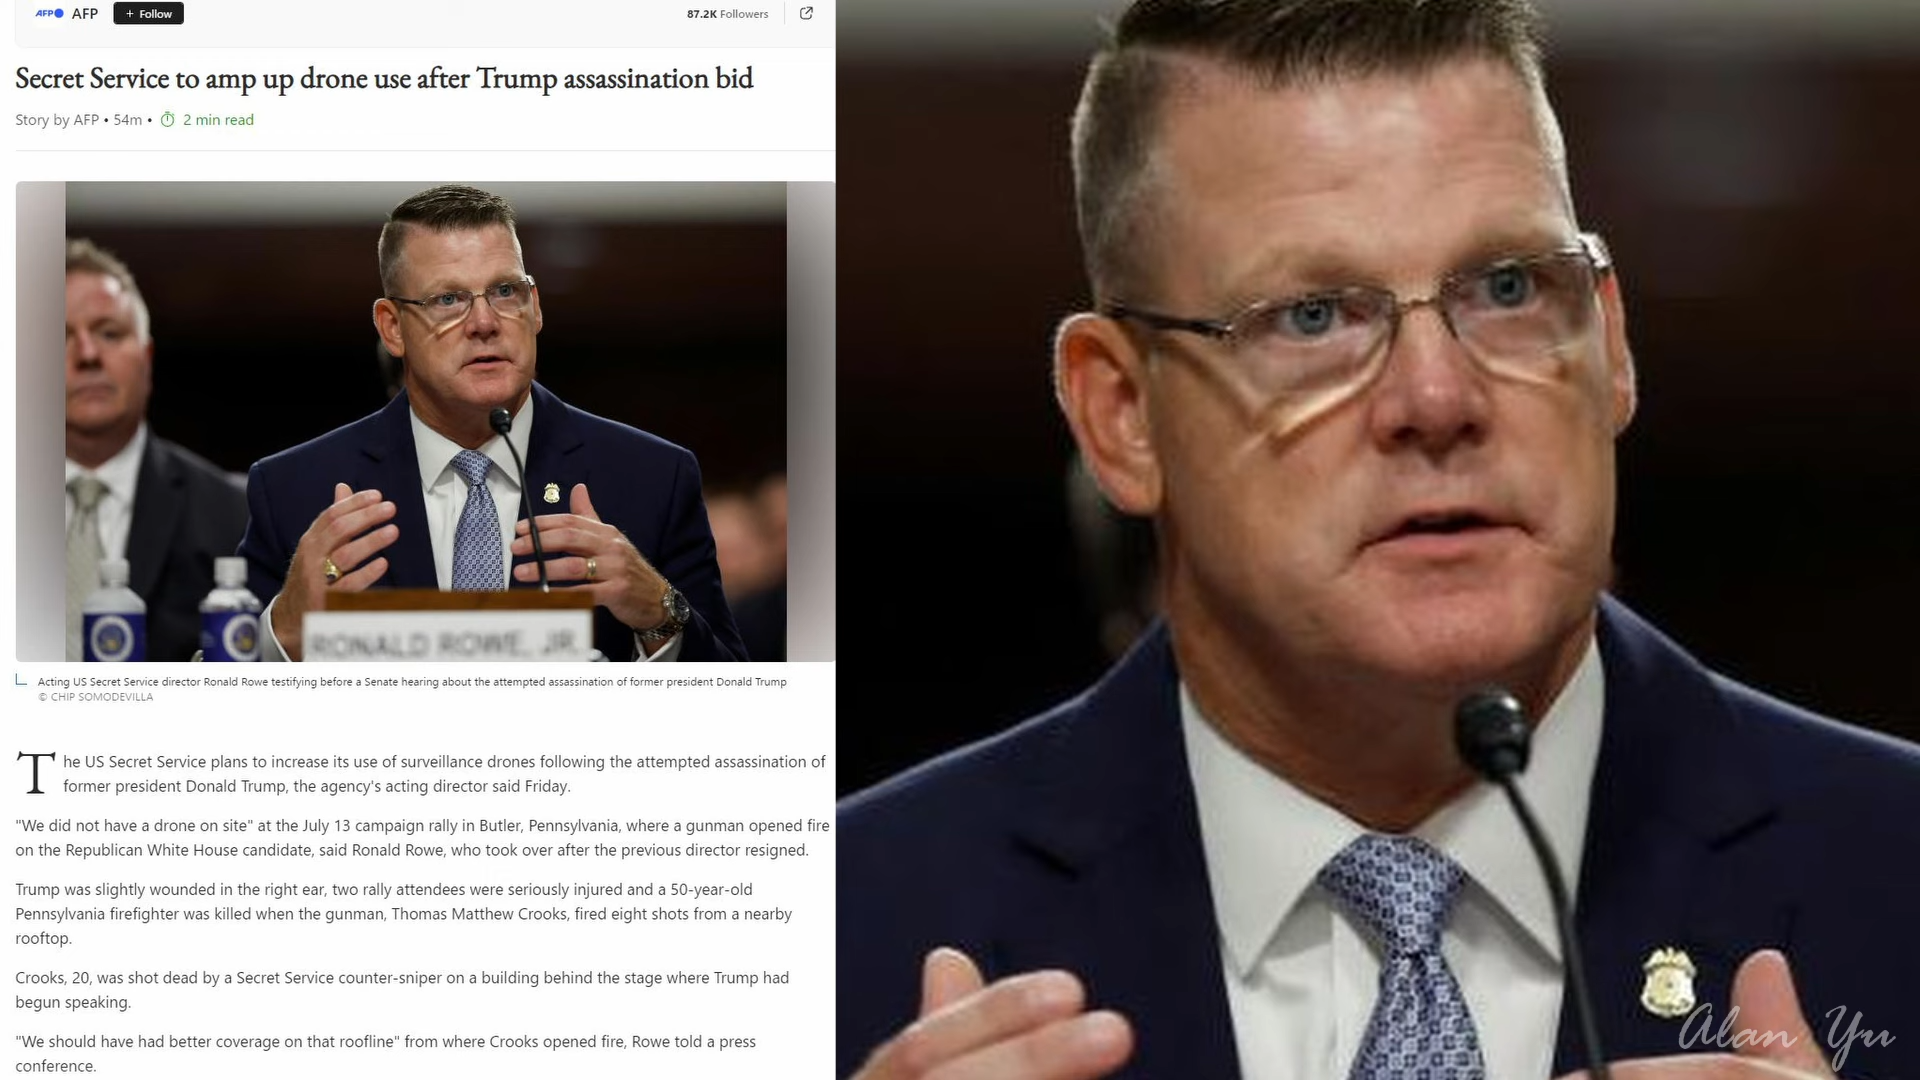 AFP AFP + Follow 87.2K Followers
Secret Service to amp up drone use after Trump assassination bid
Story by AFP • 54m • 2 min read
RONALD ROWE, JR.
Acting US Secret Service director Ronald Rowe testifying before a Senate hearing about the attempted assassination of former president Donald Trump
© CHIP SOMODEVILLA
The US Secret Service plans to increase its use of surveillance drones following the attempted assassination of
former president Donald Trump, the agency's acting director said Friday.
"We did not have a drone on site" at the July 13 campaign rally in Butler, Pennsylvania, where a gunman opened fire
on the Republican White House candidate, said Ronald Rowe, who took over after the previous director resigned.
Trump was slightly wounded in the right ear, two rally attendees were seriously injured and a 50-year-old
Pennsylvania firefighter was killed when the gunman, Thomas Matthew Crooks, fired eight shots from a nearby
rooftop.
Crooks, 20, was shot dead by a Secret Service counter-sniper on a building behind the stage where Trump had
begun speaking.
"We should have had better coverage on that roofline" from where Crooks opened fire, Rowe told a press
conference.
Alan Yu